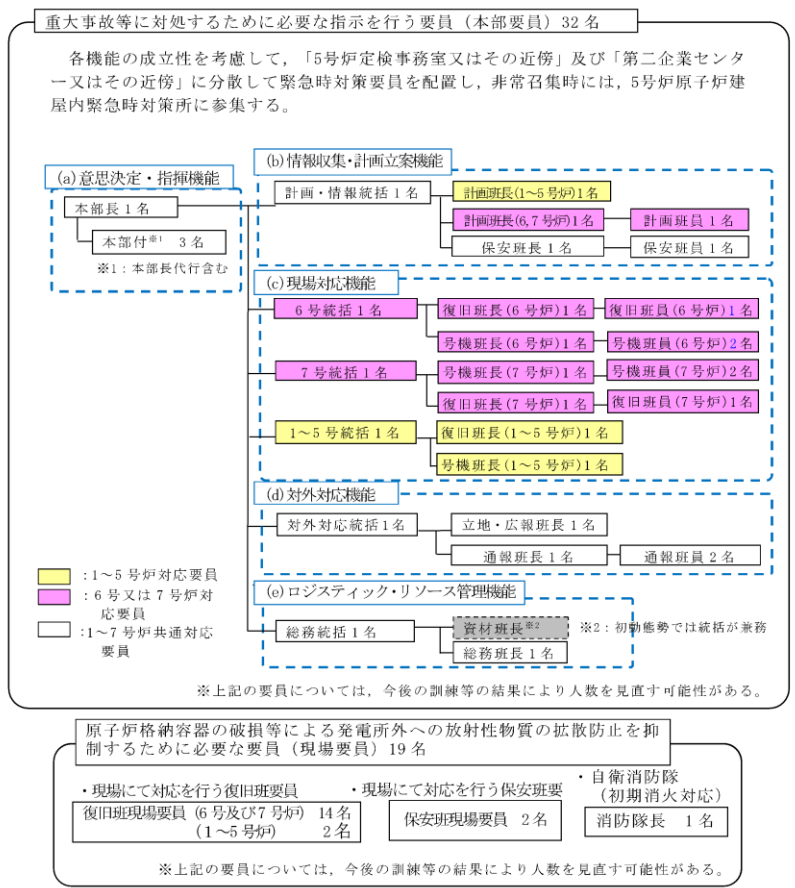 重大事故等に対処するために必要な指示を行う要員（本部要員）32名
各機能の成立性を考慮して，「5号炉定検事務室又はその近傍」及び「第二企業センタ
ー又はその近傍」に分散して緊急時対策要員を配置し，非常召集時には，5号炉原子炉建
屋内緊急時対策所に参集する。
(a)意思決定・指揮機能
本部長1名
本部付※1 3名
※1：本部長代行含む
(b)情報収集・計画立案機能
計画・情報統括1名
計画班長(1～5号炉)1名
計画班長(6,7号炉)1名
計画班員1名
保安班長1名
保安班員1名
(c)現場対応機能
6号統括1名
復旧班長(6号炉)1名
復旧班員(6号炉)1名
号機班長(6号炉)1名
号機班員(6号炉)2名
7号統括1名
号機班長(7号炉)1名
号機班員(7号炉)2名
復旧班長(7号炉)1名
復旧班員(7号炉)1名
1～5号統括1名
復旧班長(1～5号炉)1名
号機班長(1～5号炉)1名
(d)対外対応機能
対外対応統括1名
立地・広報班長1名
通報班長1名
通報班員2名
(e)ロジスティック・リソース管理機能
総務統括1名
資材班長※2
総務班長1名
※2：初動態勢では統括が兼務
：1～5号炉対応要員
：6号又は7号炉対
応要員
：1～7号炉共通対応
要員
※上記の要員については，今後の訓練等の結果により人数を見直す可能性がある。
原子炉格納容器の破損等による発電所外への放射性物質の拡散防止を抑
制するために必要な要員（現場要員）19名
・現場にて対応を行う復旧班要員
復旧班現場要員（6号及び7号炉） 14名
（1～5号炉） 2名
・現場にて対応を行う保安班要
保安班現場要員 2名
・自衛消防隊
（初期消火対応）
消防隊長 1名
※上記の要員については，今後の訓練等の結果により人数を見直す可能性がある。